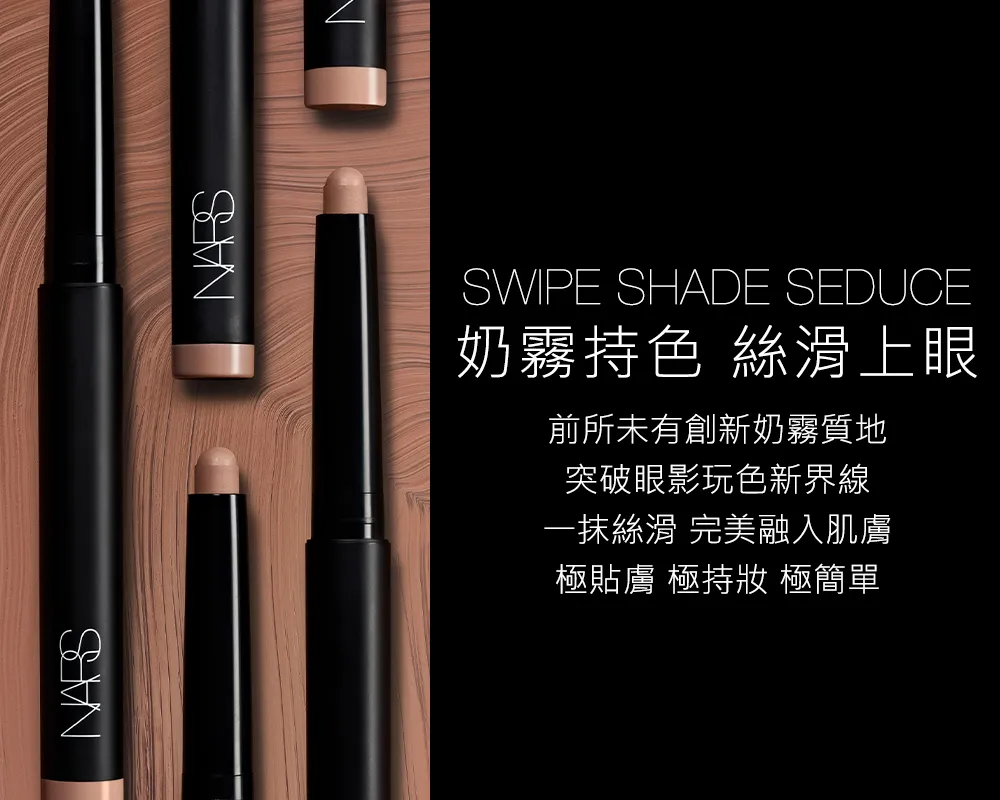 NARS
NARS
SWIPE SHADE SEDUCE
奶霧持色 絲滑上眼
前所未有創新奶霧質地
突破眼影玩色新界線
一抹絲滑 完美融入肌膚
極貼膚 極持妝 極簡單